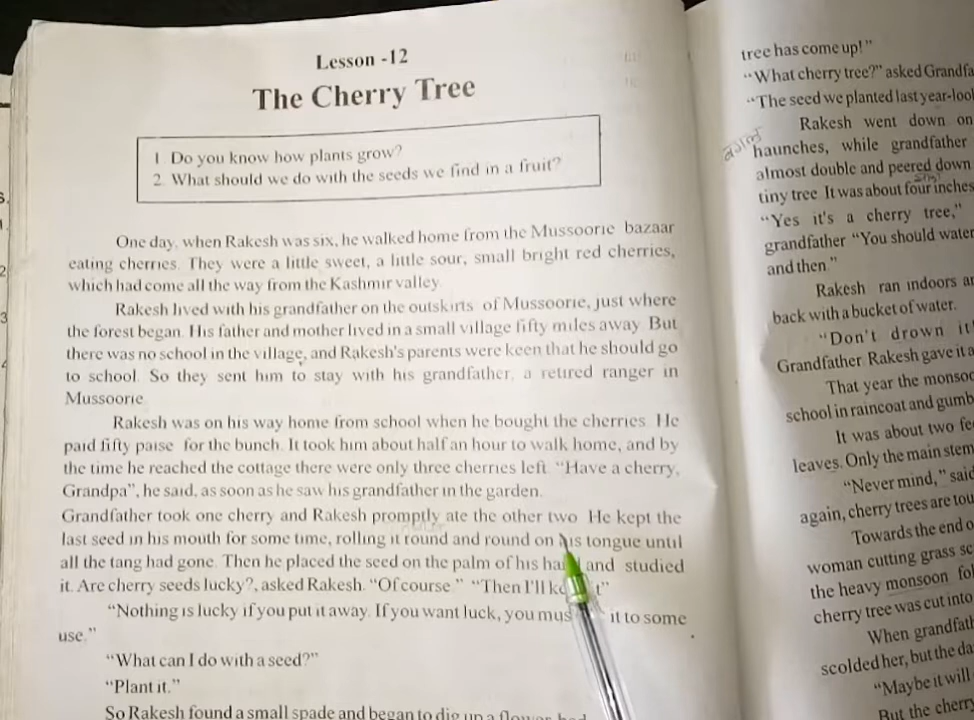 Lesson -12
The Cherry Tree
1 Do you know how plants grow?
2. What should we do with the seeds we find in a fruit?
One day, when Rakesh was six, he walked home from the Mussoorie bazaar
eating cherries. They were a little sweet, a little sour, small bright red cherries,
which had come all the way from the Kashmir valley.
Rakesh lived with his grandfather on the outskirts of Mussoorie, just where
the forest began. His father and mother lived in a small village fifty miles away. But
there was no school in the village, and Rakesh's parents were keen that he should go
to school. So they sent him to stay with his grandfather, a retired ranger in
Mussoorie
Rakesh was on his way home from school when he bought the cherries. He
paid fifty paise for the bunch. It took him about half an hour to walk home, and by
the time he reached the cottage there were only three cherries left. “Have a cherry,
Grandpa”, he said, as soon as he saw his grandfather in the garden.
Grandfather took one cherry and Rakesh promptly ate the other two. He kept the
last seed in his mouth for some time, rolling it round and round on his tongue until
all the tang had gone. Then he placed the seed on the palm of his and studied
it. Are cherry seeds lucky?, asked Rakesh. “Of course.” “Then I'll
“Nothing is lucky if you put it away. If you want luck, you it to some
use.”
“What can I do with a seed?”
“Plant it.”
So Rakesh found a small spade and began to dig up a flower
tree has come up!”
“What cherry tree?” asked Grandfa
“The seed we planted last year-loo
Rakesh went down on
haunches, while grandfather
almost double and peered down
tiny tree. It was about four inches
“Yes it's a cherry tree,”
grandfather “You should water
and then.”
Rakesh ran indoors a
back with a bucket of water.
“Don't drown it!
Grandfather. Rakesh gave it a
That year the monsoo
school in raincoat and gumb
It was about two fe
leaves. Only the main stem
“Never mind,” said
again, cherry trees are tou
Towards the end o
woman cutting grass sc
the heavy monsoon fol
cherry tree was cut into
When grandfath
scolded her, but the da
“Maybe it will
But the cherry